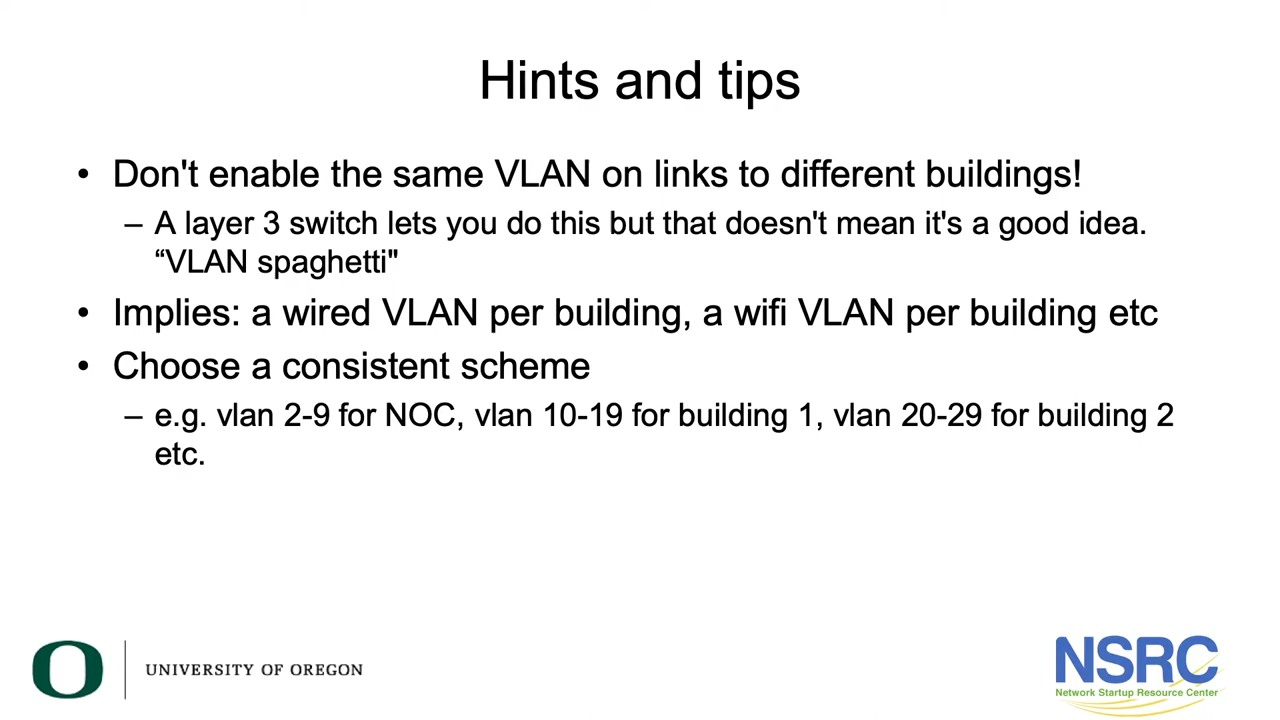 Hints and tips
• Don't enable the same VLAN on links to different buildings!
– A layer 3 switch lets you do this but that doesn't mean it's a good idea.
“VLAN spaghetti"
• Implies: a wired VLAN per building, a wifi VLAN per building etc
• Choose a consistent scheme
– e.g. vlan 2-9 for NOC, vlan 10-19 for building 1, vlan 20-29 for building 2
etc.
O
UNIVERSITY OF OREGON
NSRC
Network Startup Resource Center